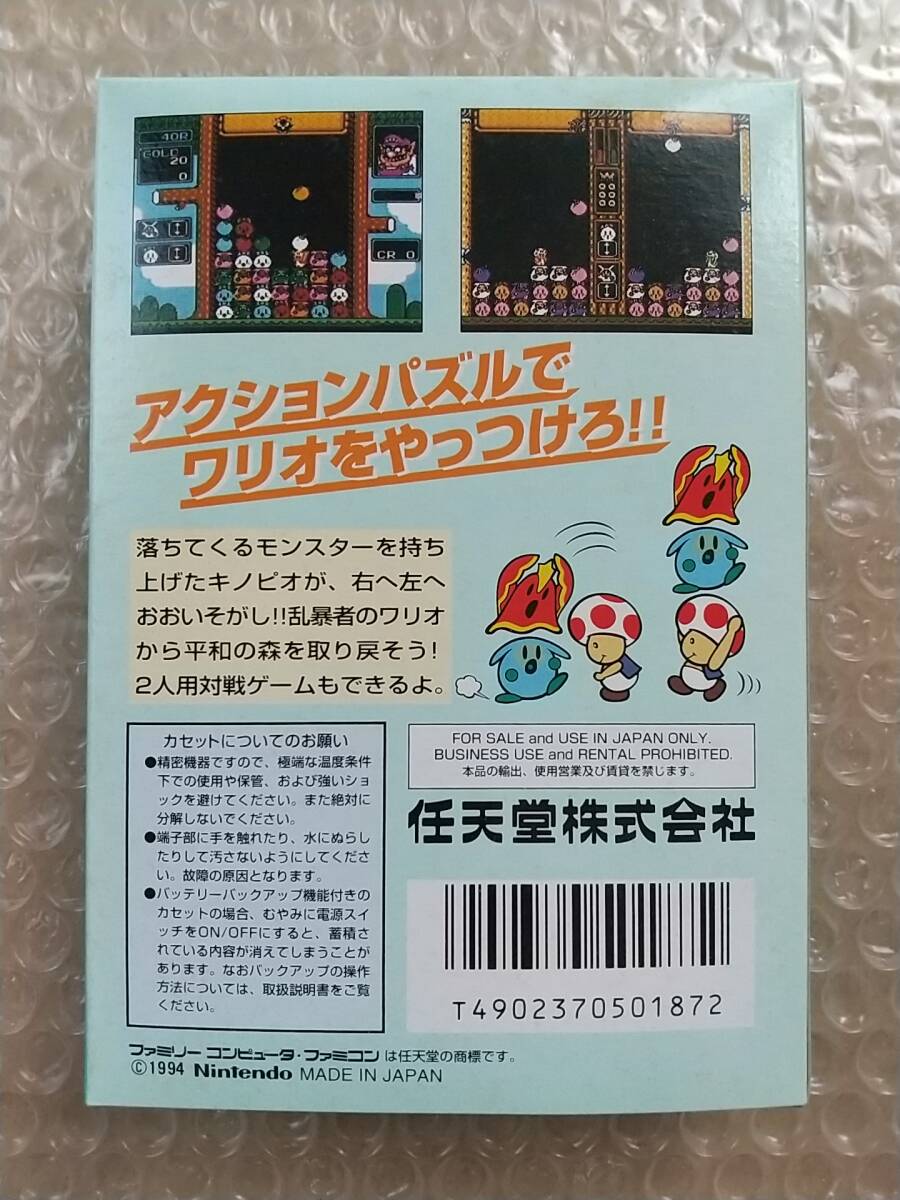 40R
GOLD
20
0
CR 0
アクションパズルで
ワリオをやっつけろ!!
落ちてくるモンスターを持ち
上げたキノピオが、右へ左へ
おおいそがし!!乱暴者のワリオ
から平和の森を取り戻そう!
2人用対戦ゲームもできるよ。
カセットについてのお願い
●精密機器ですので、極端な温度条件
下での使用や保管、および強いショ
ックを避けてください。また絶対に
分解しないでください。
●端子部に手を触れたり、水にぬらし
たりして汚さないようにしてくださ
い。故障の原因となります。
●バッテリーバックアップ機能付きの
カセットの場合、むやみに電源スイ
ッチをON/OFFにすると、蓄積さ
れている内容が消えてしまうことが
あります。なおバックアップの操作
方法については、取扱説明書をご覧
ください。
FOR SALE and USE IN JAPAN ONLY.
BUSINESS USE and RENTAL PROHIBITED.
本品の輸出、使用営業及び賃貸を禁じます。
任天堂株式会社
T4902370501872
ファミリー コンピュータ・ファミコン は任天堂の商標です。
©1994 Nintendo MADE IN JAPAN